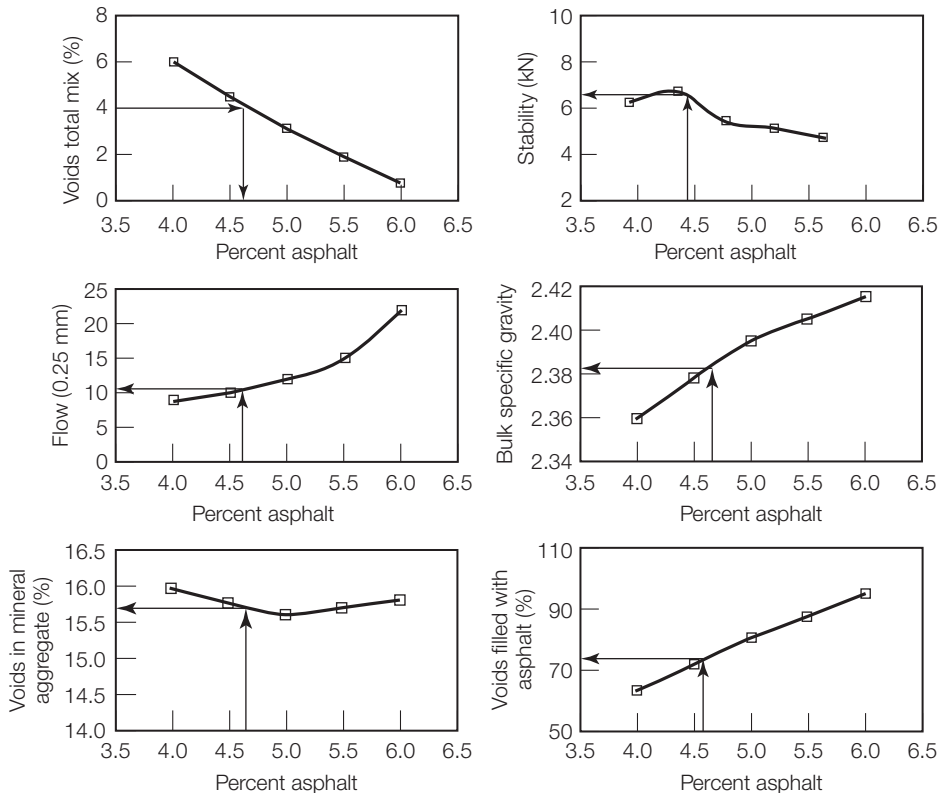 Voids total mix (%)
8
6
4
2
0
3.5 4.0 4.5 5.0 5.5 6.0 6.5
Percent asphalt
Stability (kN)
10
8
6
4
2
3.5 4.0 4.5 5.0 5.5 6.0 6.5
Percent asphalt
Flow (0.25 mm)
25
20
15
10
5
0
3.5 4.0 4.5 5.0 5.5 6.0 6.5
Percent asphalt
Bulk specific gravity
2.42
2.40
2.38
2.36
2.34
3.5 4.0 4.5 5.0 5.5 6.0 6.5
Percent asphalt
Voids in mineral
aggregate (%)
16.5
16.0
15.5
15.0
14.5
14.0
3.5 4.0 4.5 5.0 5.5 6.0 6.5
Percent asphalt
Voids filled with
asphalt (%)
110
90
70
50
3.5 4.0 4.5 5.0 5.5 6.0 6.5
Percent asphalt